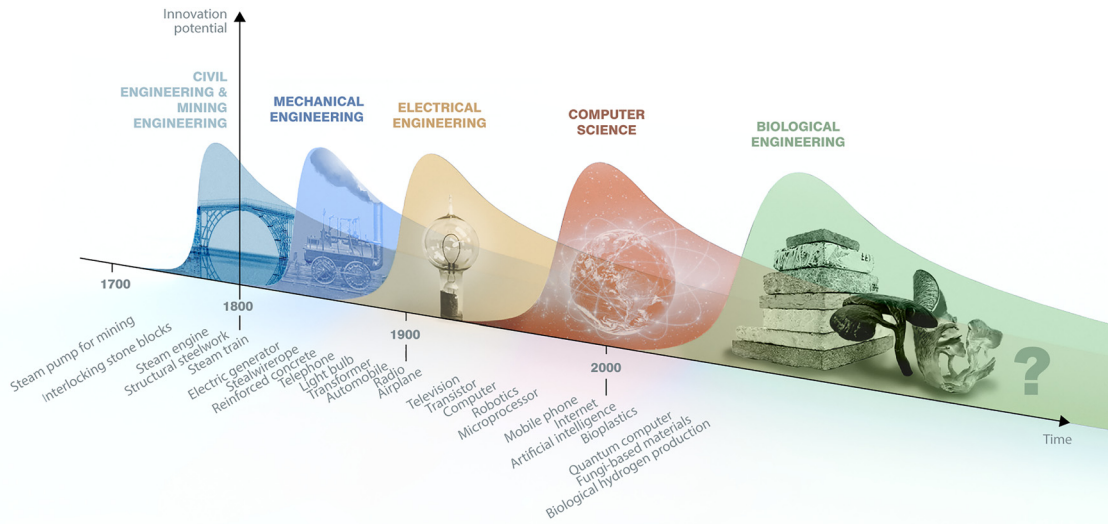 Innovation
potential
CIVIL
ENGINEERING &
MINING
ENGINEERING
MECHANICAL
ENGINEERING
ELECTRICAL
ENGINEERING
COMPUTER
SCIENCE
BIOLOGICAL
ENGINEERING
1700
1800
1900
2000
?
Time
Steam pump for mining
Interlocking stone blocks
Steam engine
Structural steelwork
Steam train
Electric generator
Stealwirerope
Reinforced concrete
Telephone
Light bulb
Transformer
Automobile
Radio
Airplane
Television
Transistor
Computer
Robotics
Microprocessor
Mobile phone
Internet
Artificial intelligence
Bioplastics
Quantum computer
Fungi-based materials
Biological hydrogen production